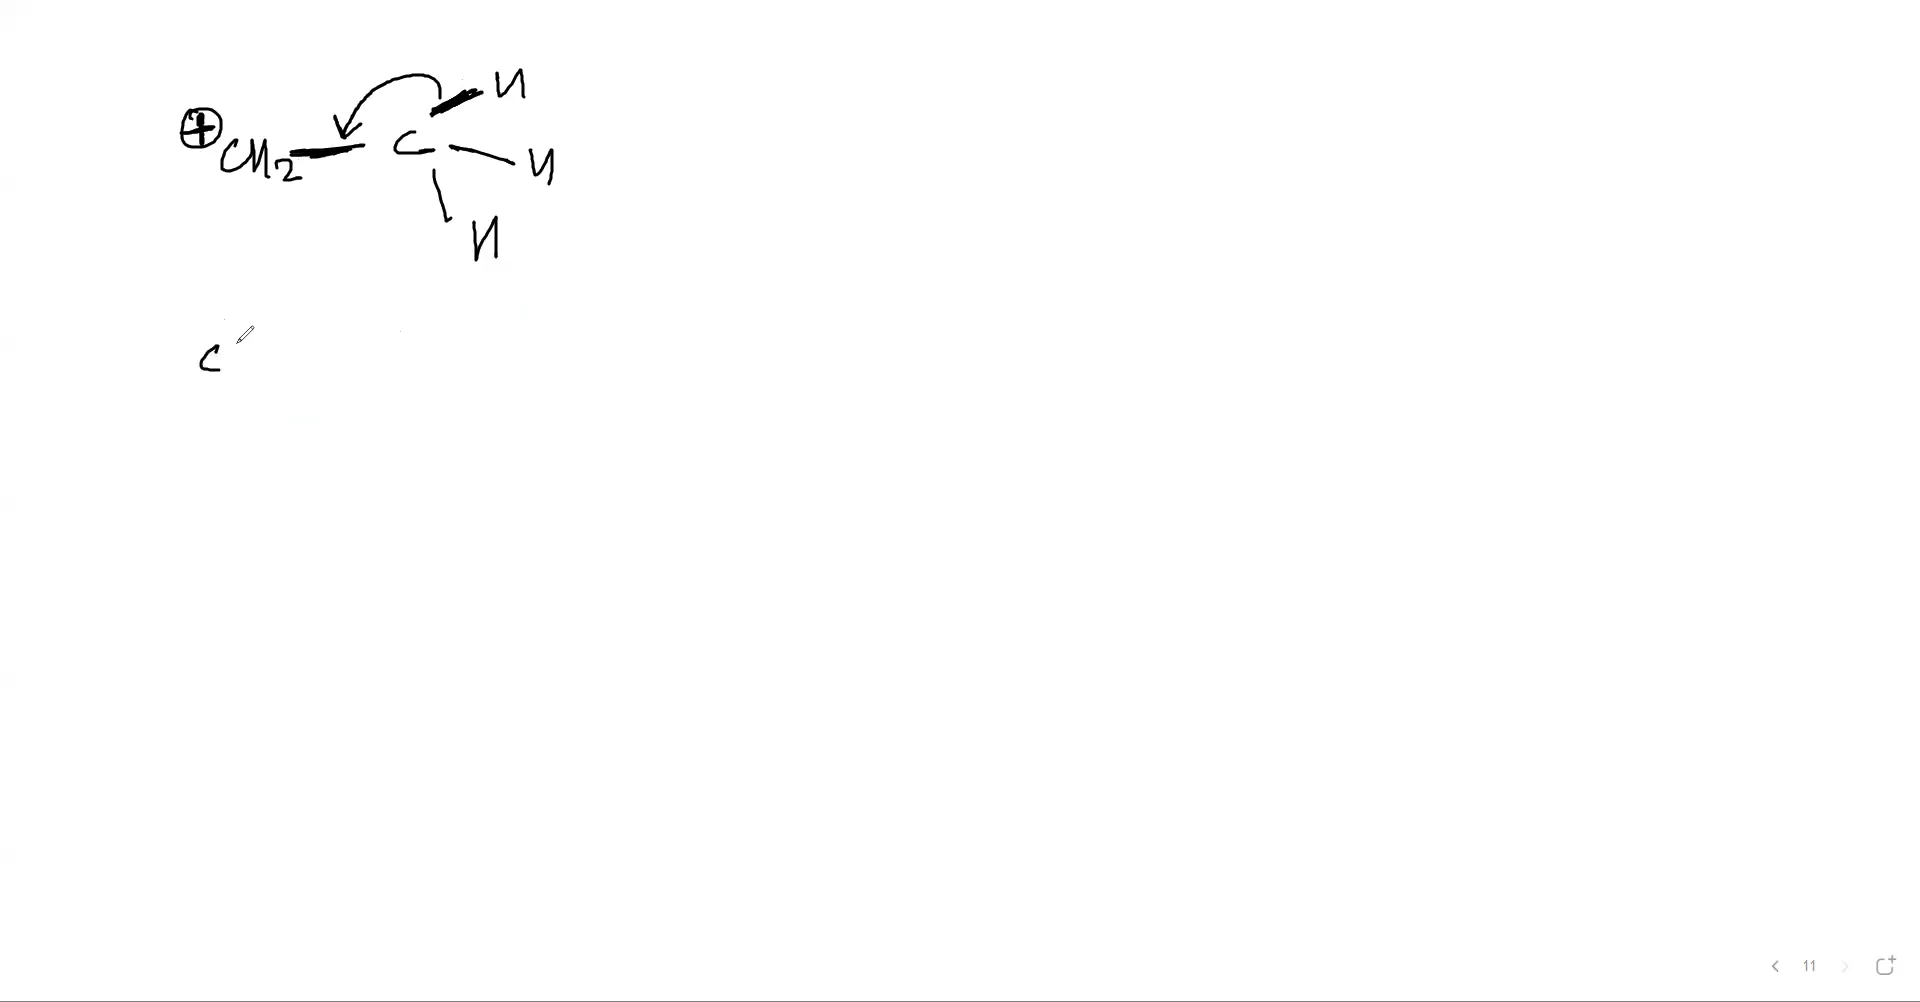 H
⊕CH2 — C — H
H
C
11